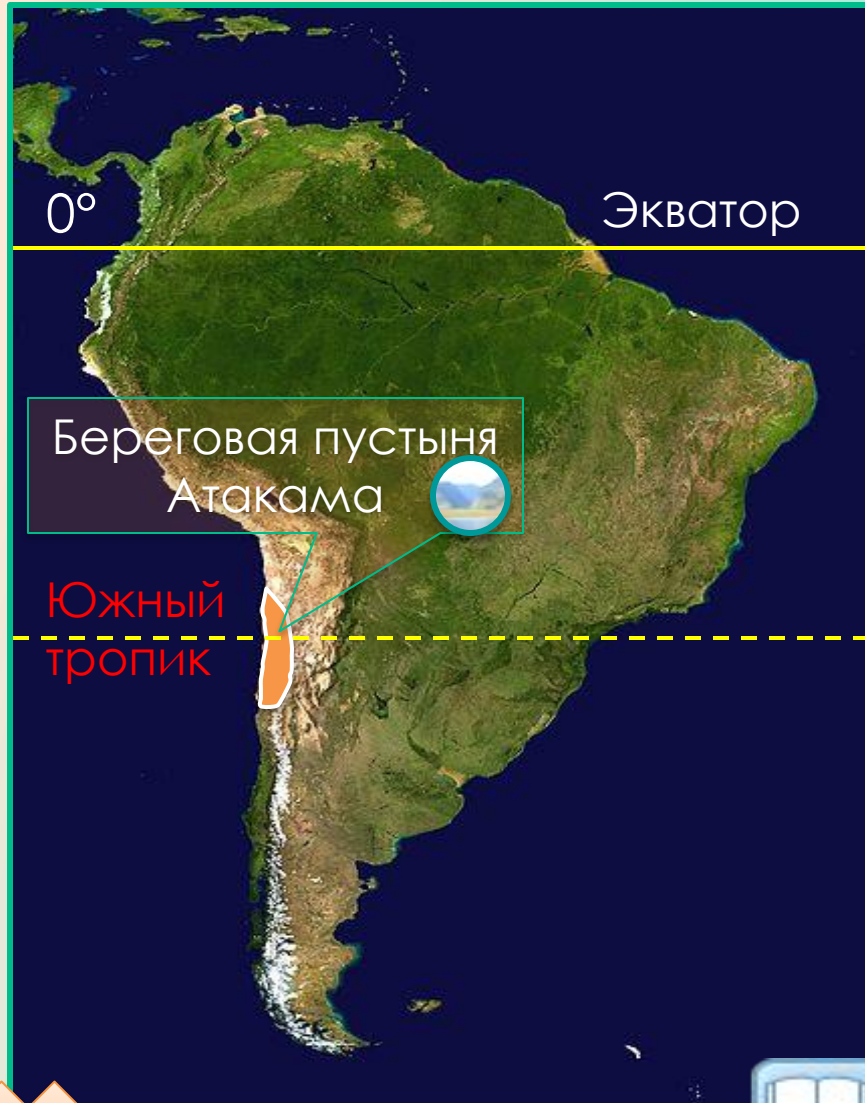 0° Экватор
Береговая пустыня
Атакама
Южный
тропик